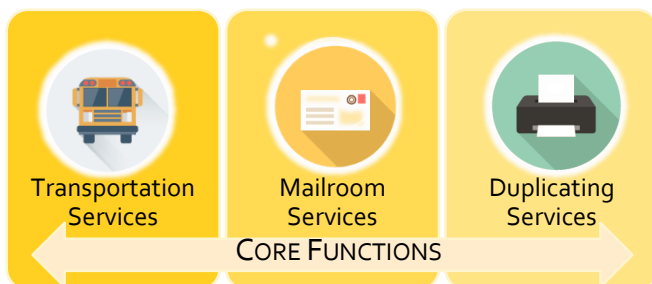 Transportation
Services
Mailroom
Services
Duplicating
Services
CORE FUNCTIONS